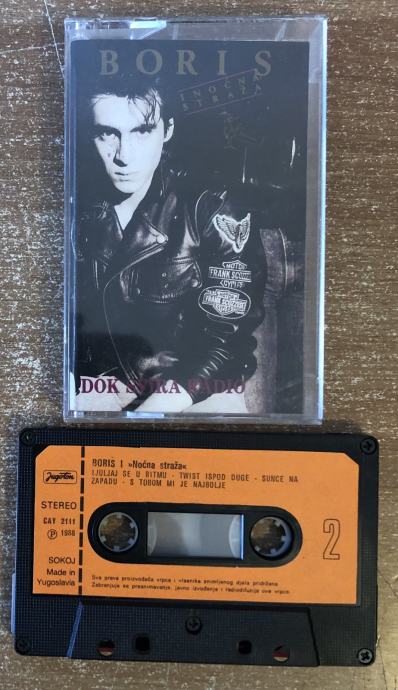 BORIS
I NOĆNA
STRAŽA
FRANK
DOK SVIRA RADIO
Jugoton
STEREO
CAY 2111
Ⓟ 1988
SOKOJ
Made in
Yugoslavia
BORIS I »Noćna straža«
LJULJAJ SE U RITMU - TWIST ISPOD DUGE - SUNCE NA
ZAPADU - S TOBOM MI JE NAJBOLJE
2
Sva prava proizvođača vrpce i vlasnika snimljenog djela pridržana
Zabranjuje se presnimavanje, javno izvođenje i radiodifuzija ove vrpce.